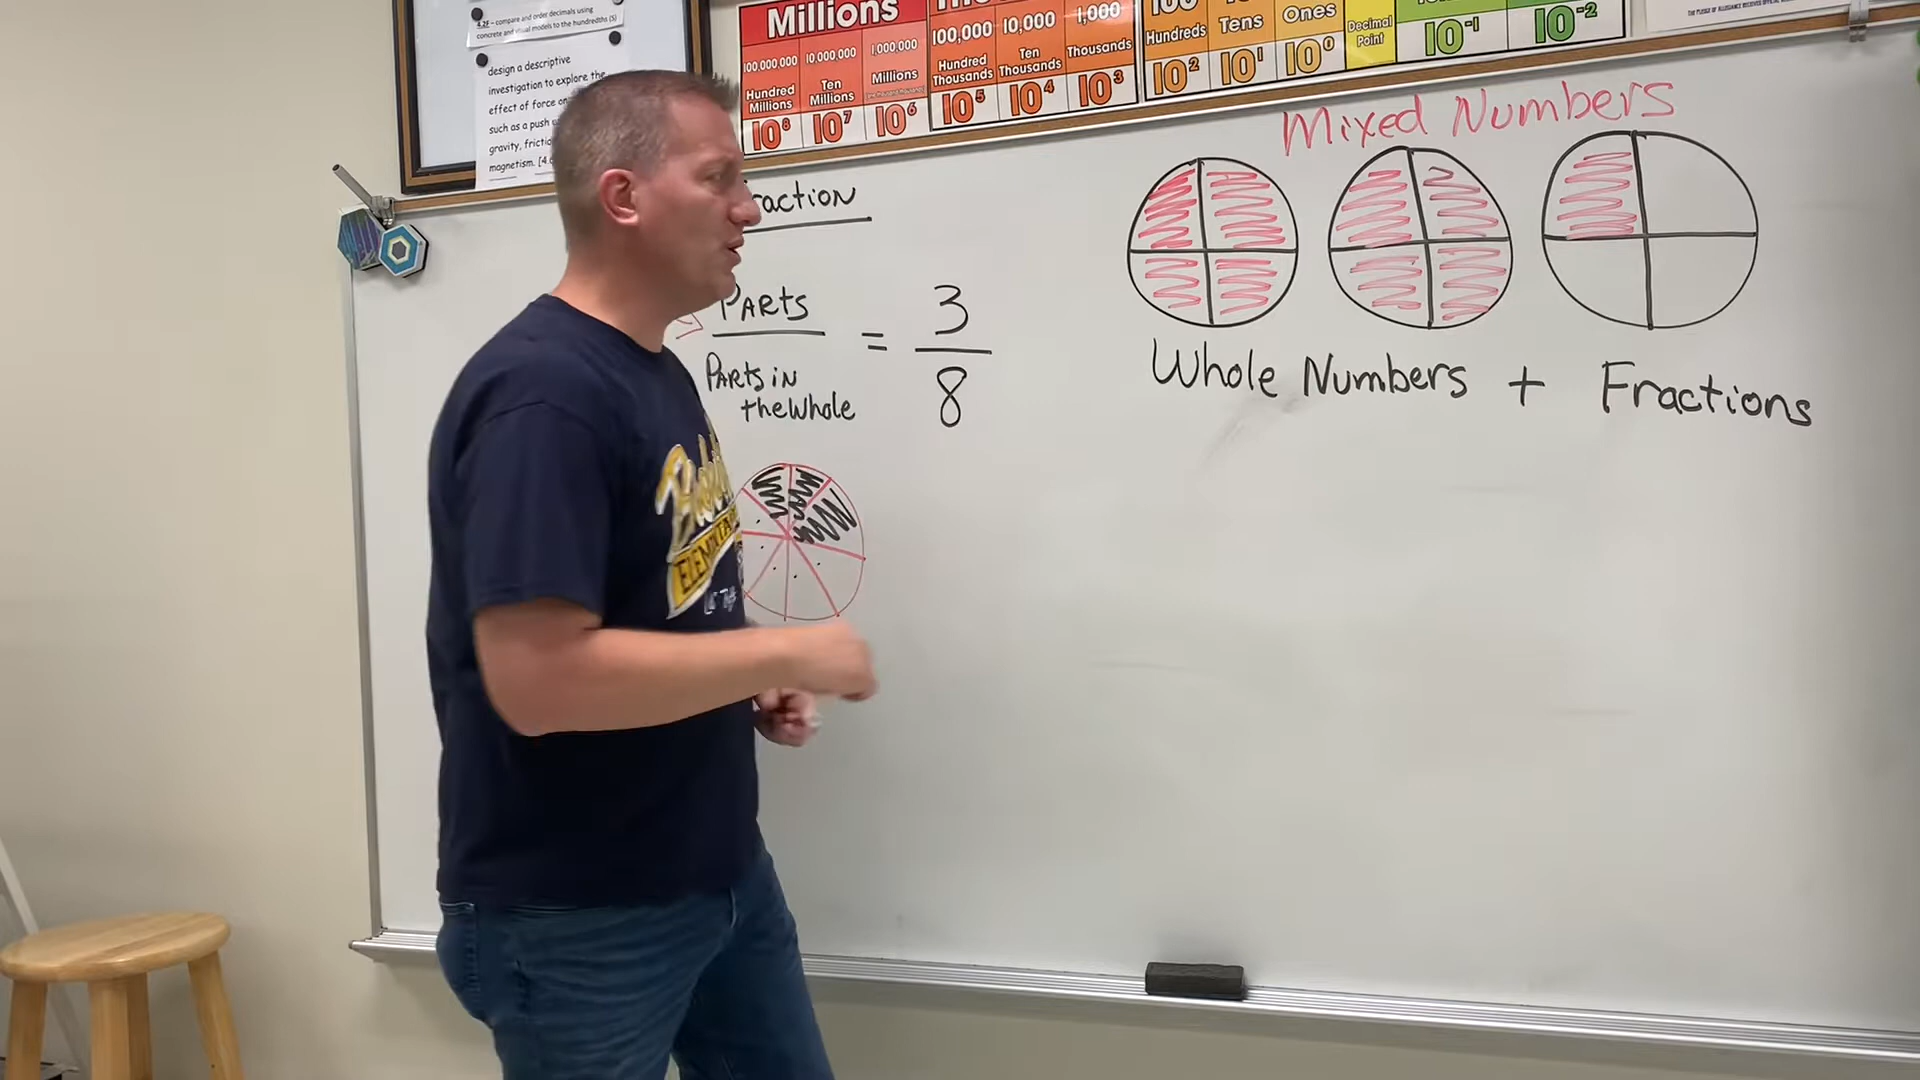 4.2F – compare and order decimals using
concrete and visual models to the hundredths (S)
design a descriptive
investigation to explore the
effect of force on
such as a push
gravity, frictio
magnetism.
Millions
100,000,000 10,000,000 1,000,000 100,000 10,000 1,000 100
Hundred Millions Ten Millions Millions Hundred Thousands Ten Thousands Thousands Hundreds Tens Ones Decimal Point
10⁸ 10⁷ 10⁶ 10⁵ 10⁴ 10³ 10² 10¹ 10⁰ 10⁻¹ 10⁻²
raction
Parts
Parts in
the Whole
= 3
8
Mixed Numbers
Whole Numbers + Fractions